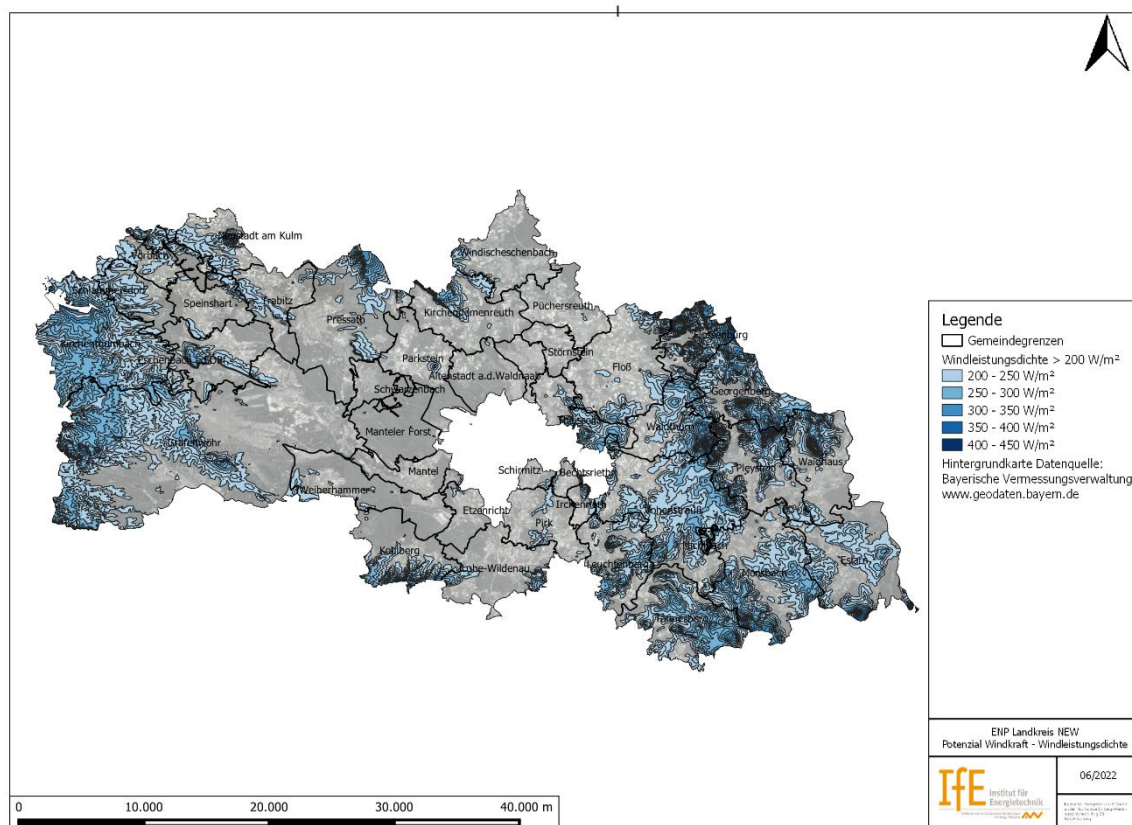 Neustadt am Kulm
Windischeschenbach
Vorbach
Speinshart
Trabitz
Püchersreuth
Pressath
Kirchendemenreuth
Kirchenthumbach
Störnstein
Parkstein
Floß
Altenstadt a.d.Waldnaab
Schwarzenbach
Georgenberg
Waldthurn
Manteler Forst
Grafenwöhr
Mantel
Schirmitz
Bechtsrieth
Pleystein
Waidhaus
Weiherhammer
Etzenricht
Irchenrieth
Vohenstrauß
Pirk
Kohlberg
Luhe-Wildenau
Leuchtenberg
Moosbach
Eslarn
Tännesberg
Legende
Gemeindegrenzen
Windleistungsdichte > 200 W/m²
200 - 250 W/m²
250 - 300 W/m²
300 - 350 W/m²
350 - 400 W/m²
400 - 450 W/m²
Hintergrundkarte Datenquelle:
Bayerische Vermessungsverwaltung
www.geodaten.bayern.de
ENP Landkreis NEW
Potenzial Windkraft - Windleistungsdichte
IfE Institut für
Energietechnik
06/2022
0 10.000 20.000 30.000 40.000 m